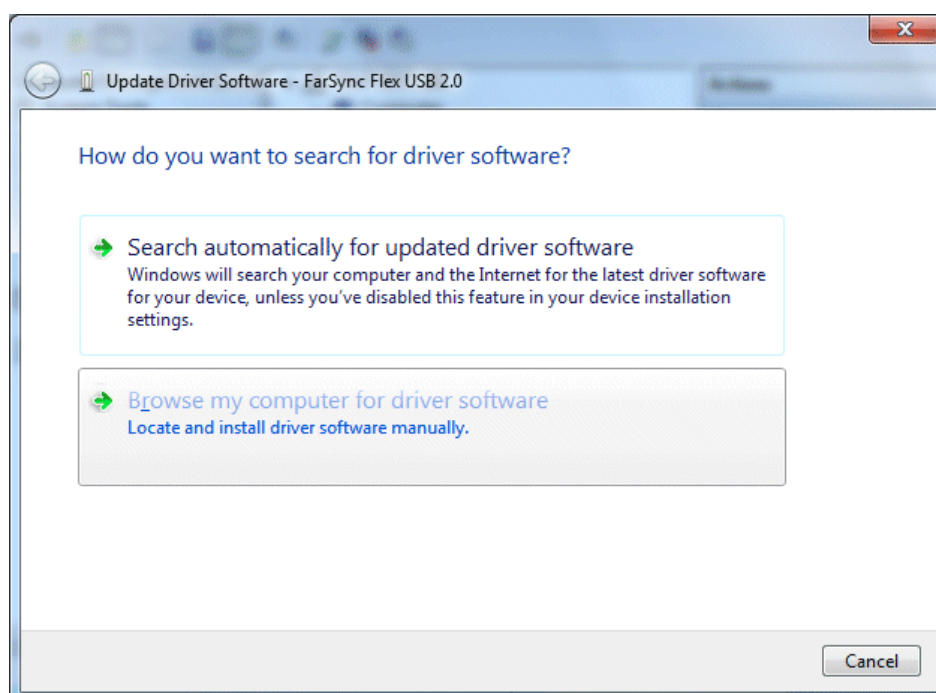 Update Driver Software - FarSync Flex USB 2.0
How do you want to search for driver software?
Search automatically for updated driver software
Windows will search your computer and the Internet for the latest driver software
for your device, unless you've disabled this feature in your device installation
settings.
Browse my computer for driver software
Locate and install driver software manually.
Cancel